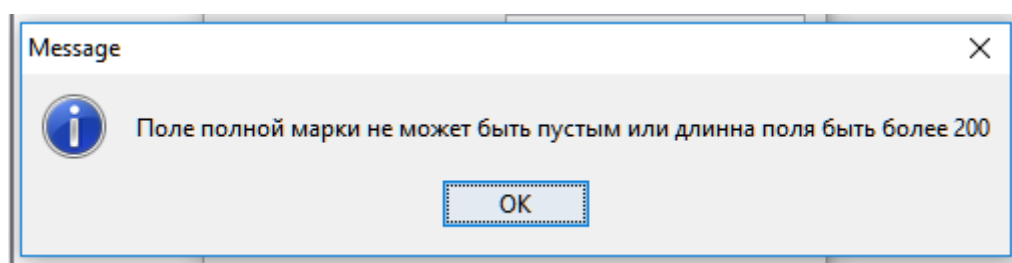 Message
Поле полной марки не может быть пустым или длинна поля быть более 200
OK